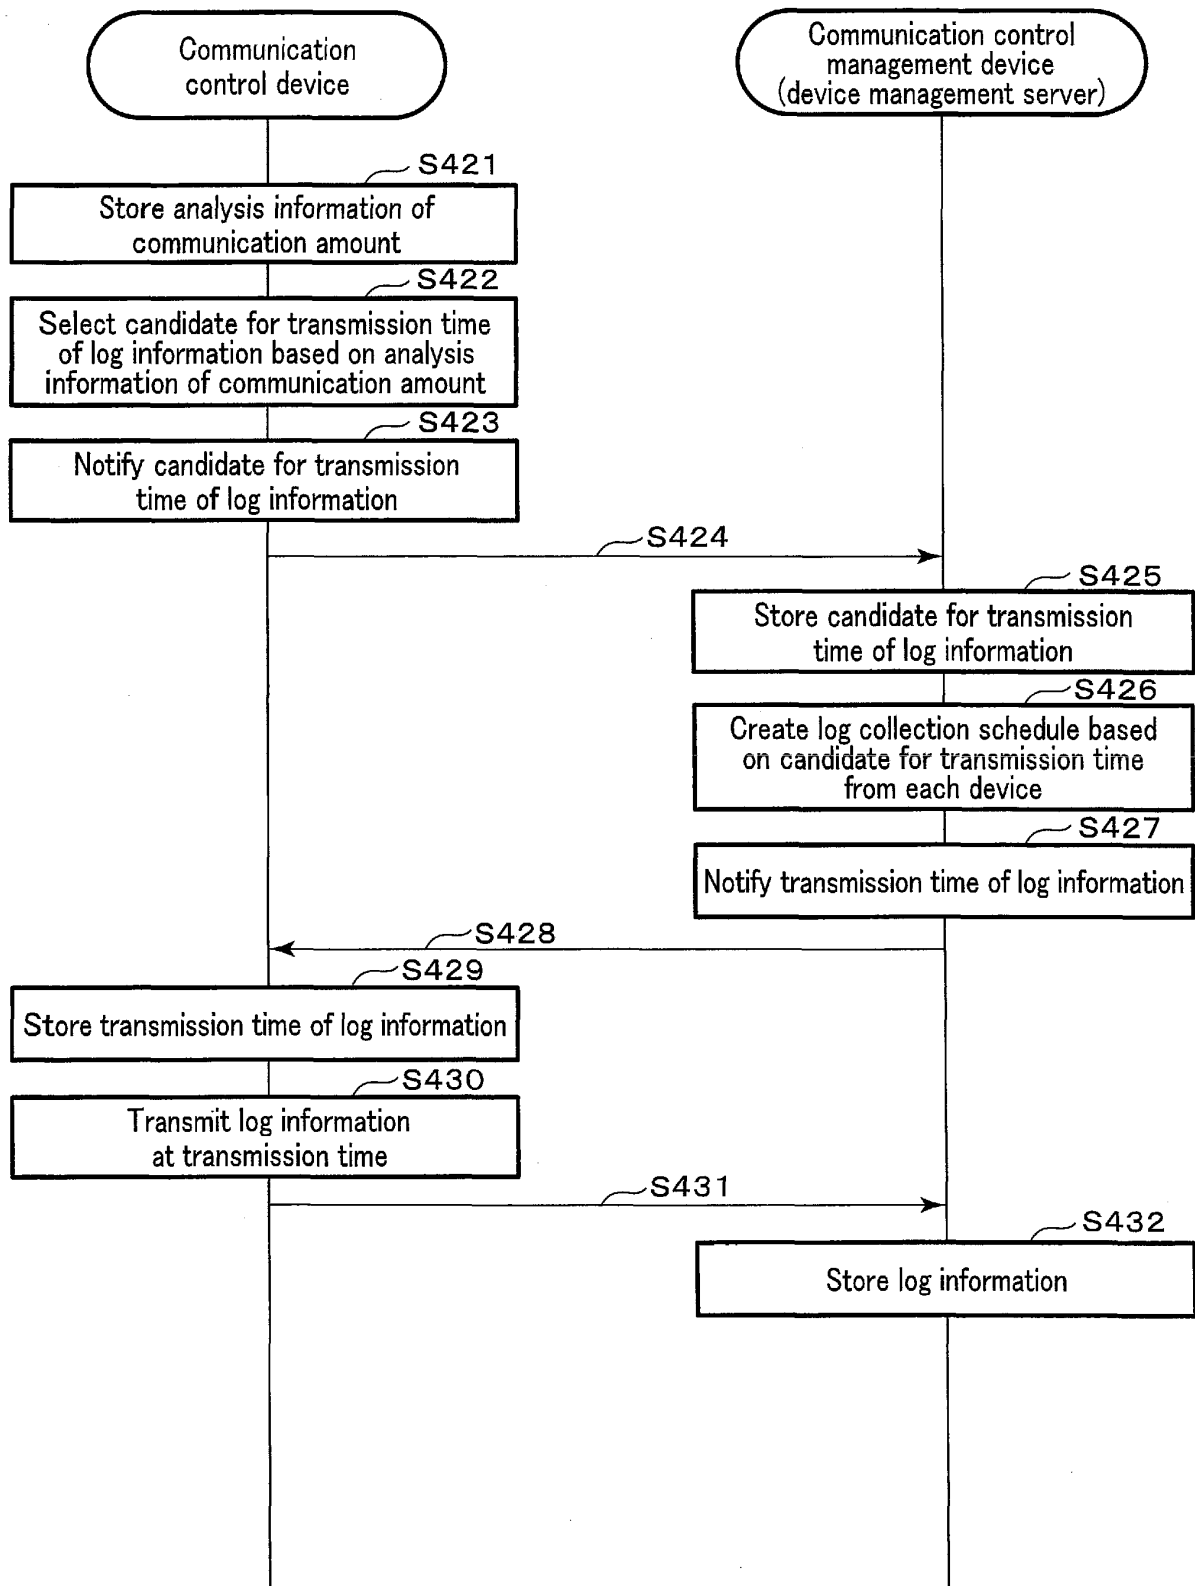 Communication
control device
Communication control
management device
(device management server)
S421
Store analysis information of
communication amount
S422
Select candidate for transmission time
of log information based on analysis
information of communication amount
S423
Notify candidate for transmission
time of log information
S424
S425
Store candidate for transmission
time of log information
S426
Create log collection schedule based
on candidate for transmission time
from each device
S427
Notify transmission time of log information
S428
S429
Store transmission time of log information
S430
Transmit log information
at transmission time
S431
S432
Store log information